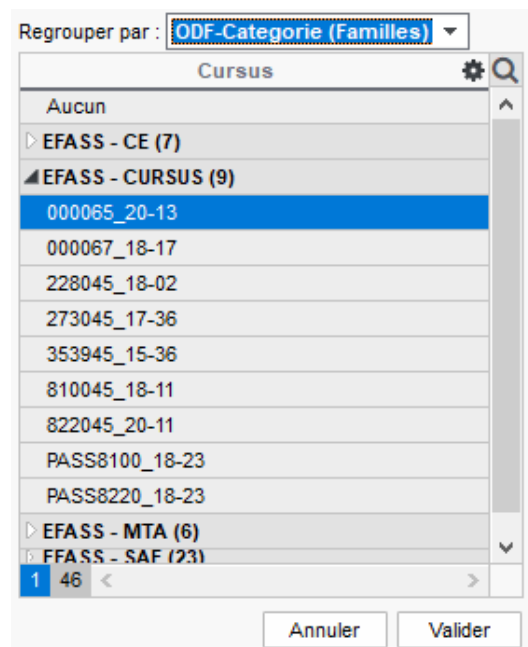 Regrouper par : ODF-Categorie (Familles)
Cursus
Aucun
EFASS - CE (7)
EFASS - CURSUS (9)
000065_20-13
000067_18-17
228045_18-02
273045_17-36
353945_15-36
810045_18-11
822045_20-11
PASS8100_18-23
PASS8220_18-23
EFASS - MTA (6)
EFASS - SAE (23)
1 46 < >
Annuler Valider